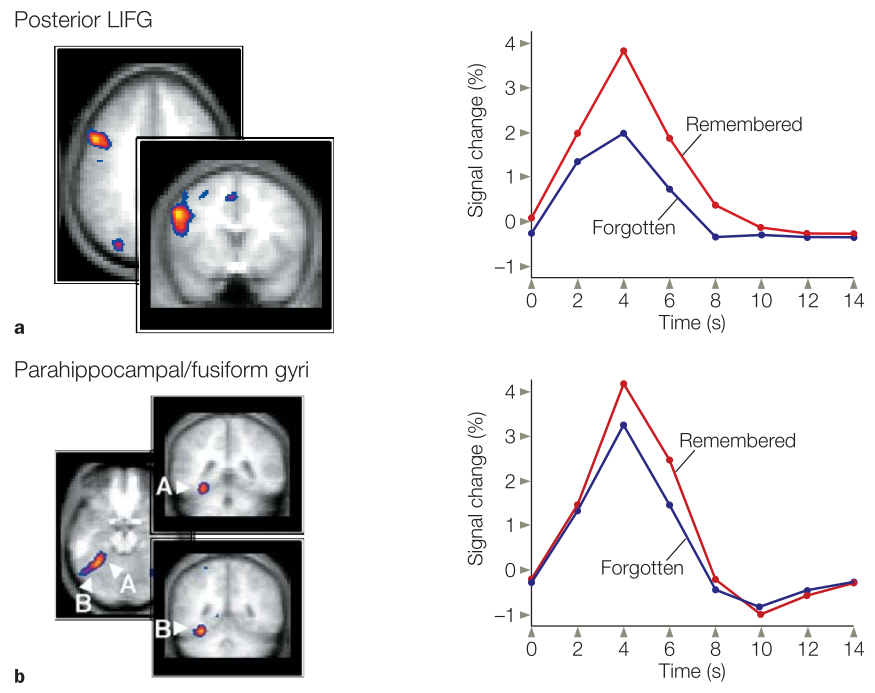 Posterior LIFG
a
Signal change (%)
4
3
2
1
0
–1
Remembered
Forgotten
0 2 4 6 8 10 12 14
Time (s)
Parahippocampal/fusiform gyri
A
B
A
B
b
Signal change (%)
4
3
2
1
0
–1
Remembered
Forgotten
0 2 4 6 8 10 12 14
Time (s)